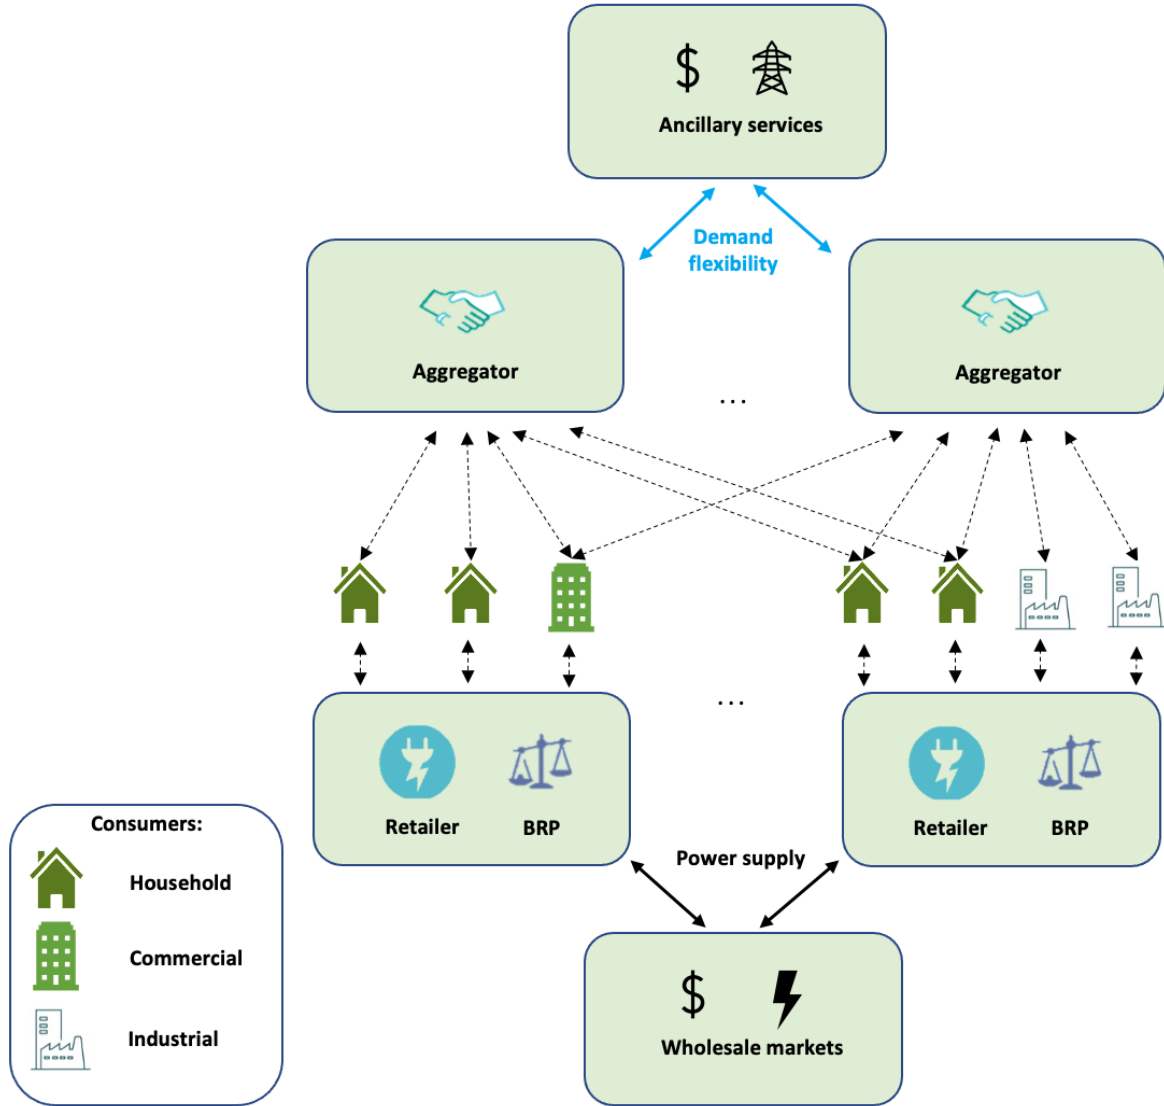 $
Ancillary services
Demand
flexibility
Aggregator
Aggregator
...
...
Retailer
BRP
Retailer
BRP
Consumers:
Household
Commercial
Industrial
Power supply
$
Wholesale markets